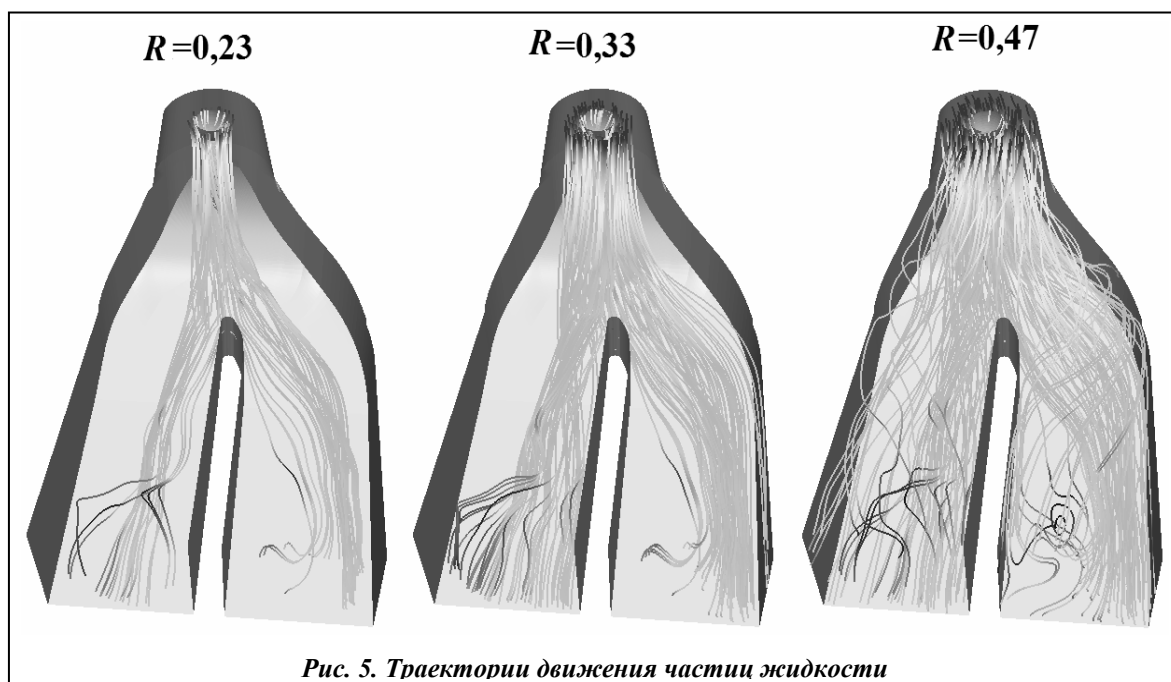 R=0,23
R=0,33
R=0,47
Рис. 5. Траектории движения частиц жидкости